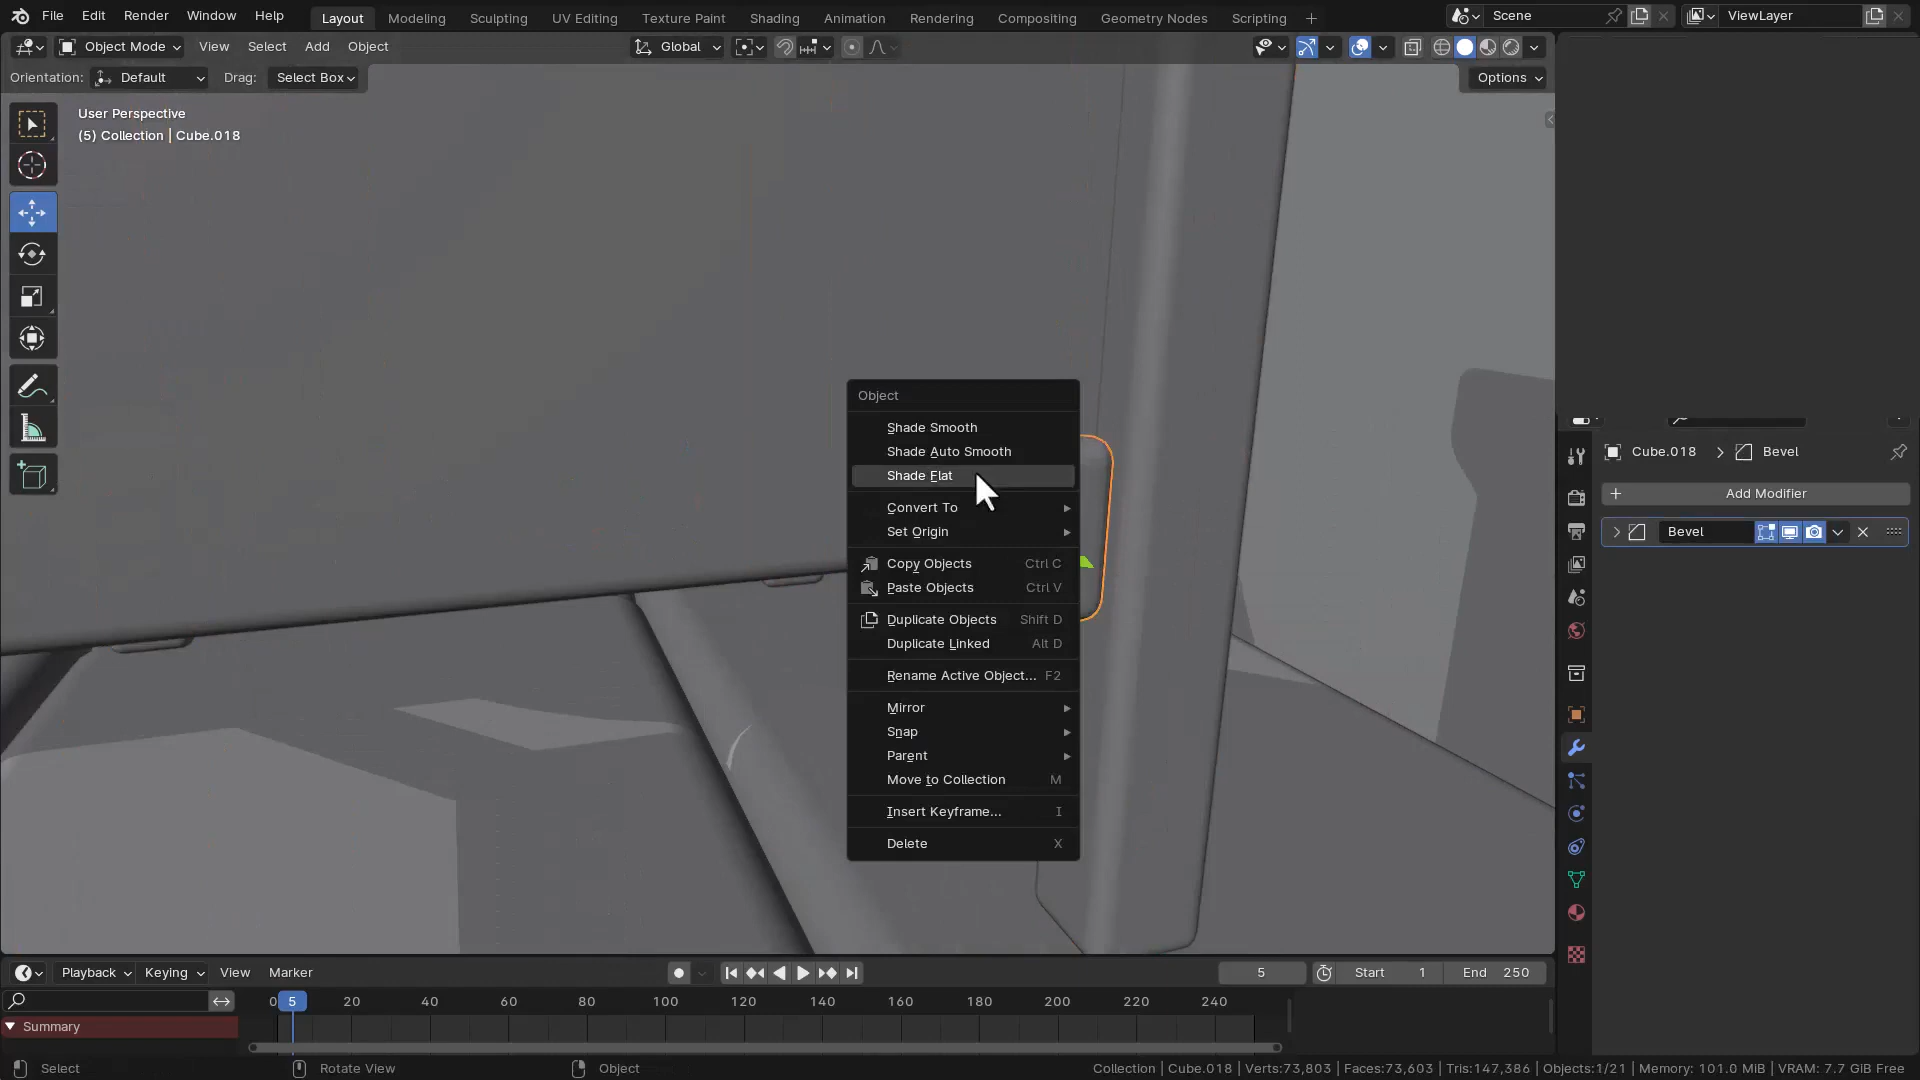 File Edit Render Window Help
Layout Modeling Sculpting UV Editing Texture Paint Shading Animation Rendering Compositing Geometry Nodes Scripting +
Scene
ViewLayer
Object Mode View Select Add Object
Global
Orientation: Default Drag: Select Box
Options
User Perspective
(5) Collection | Cube.018
Object
Shade Smooth
Shade Auto Smooth
Shade Flat
Convert To
Set Origin
Copy Objects Ctrl C
Paste Objects Ctrl V
Duplicate Objects Shift D
Duplicate Linked Alt D
Rename Active Object... F2
Mirror
Snap
Parent
Move to Collection M
Insert Keyframe... I
Delete X
Cube.018 > Bevel
+ Add Modifier
Bevel
Playback Keying View Marker
5 Start 1 End 250
0 5 20 40 60 80 100 120 140 160 180 200 220 240
Summary
Select Rotate View Object
Collection | Cube.018 | Verts:73,803 | Faces:73,603 | Tris:147,386 | Objects:1/21 | Memory: 101.0 MiB | VRAM: 7.7 GiB Free